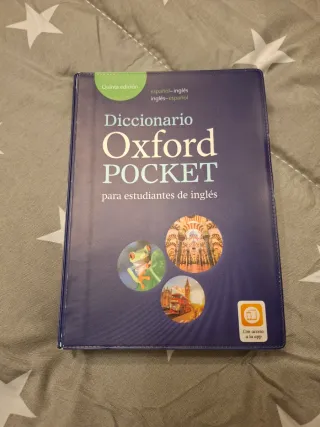 Quinta edición
español–inglés
inglés–español
Diccionario
Oxford
POCKET
para estudiantes de inglés
Con acceso
a la app